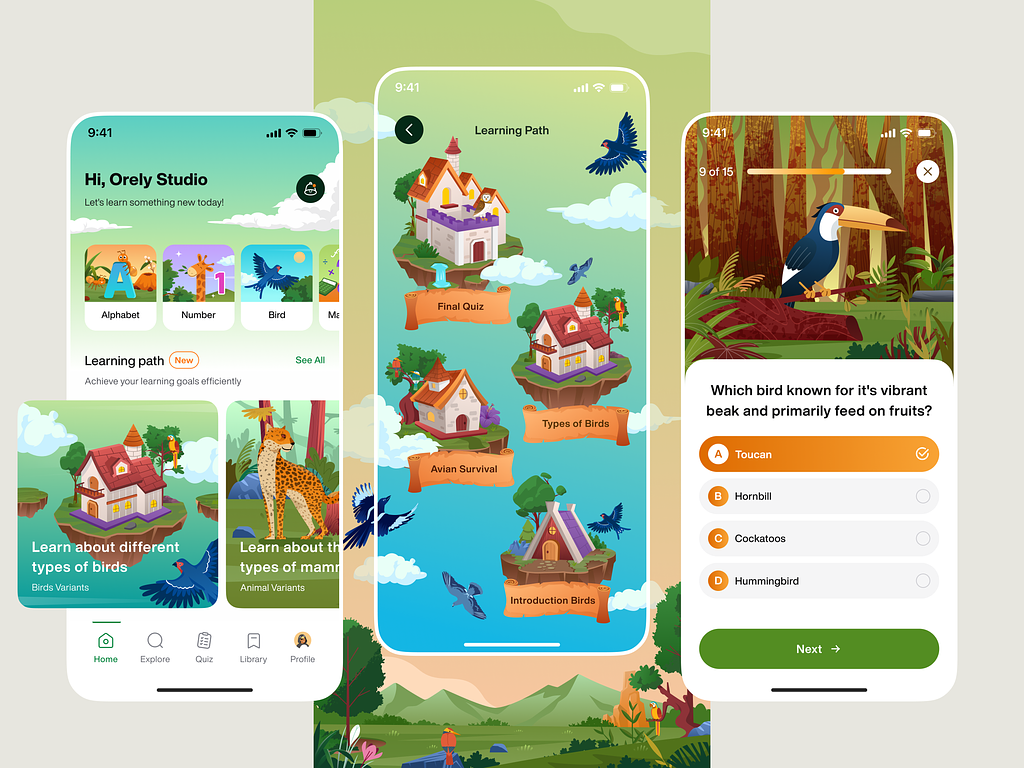 9:41
Hi, Orely Studio
Let's learn something new today!
A
1
Alphabet
Number
Bird
Ma
Learning path
New
See All
Achieve your learning goals efficiently
Learn about different
types of birds
Birds Variants
Learn about th
types of mamr
Animal Variants
Home
Explore
Quiz
Library
Profile
9:41
Learning Path
Final Quiz
Types of Birds
Avian Survival
Introduction Birds
9:41
9 of 15
Which bird known for it's vibrant
beak and primarily feed on fruits?
A Toucan
B Hornbill
C Cockatoos
D Hummingbird
Next →